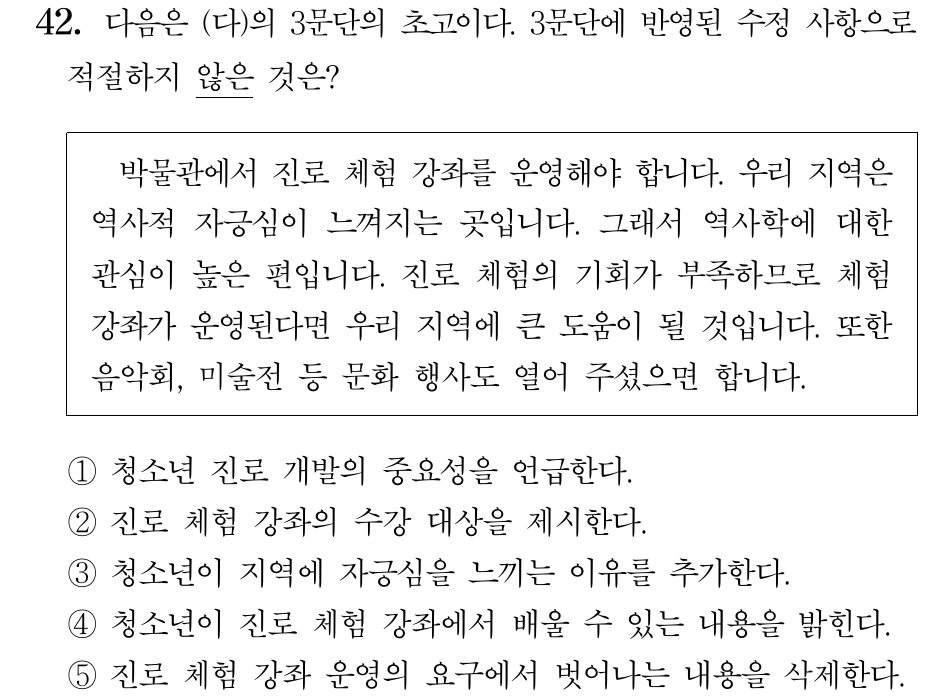 42. 다음은 (다)의 3문단의 초고이다. 3문단에 반영된 수정 사항으로
적절하지 않은 것은?
박물관에서 진로 체험 강좌를 운영해야 합니다. 우리 지역은
역사적 자긍심이 느껴지는 곳입니다. 그래서 역사학에 대한
관심이 높은 편입니다. 진로 체험의 기회가 부족하므로 체험
강좌가 운영된다면 우리 지역에 큰 도움이 될 것입니다. 또한
음악회, 미술전 등 문화 행사도 열어 주셨으면 합니다.
① 청소년 진로 개발의 중요성을 언급한다.
② 진로 체험 강좌의 수강 대상을 제시한다.
③ 청소년이 지역에 자긍심을 느끼는 이유를 추가한다.
④ 청소년이 진로 체험 강좌에서 배울 수 있는 내용을 밝힌다.
⑤ 진로 체험 강좌 운영의 요구에서 벗어나는 내용을 삭제한다.